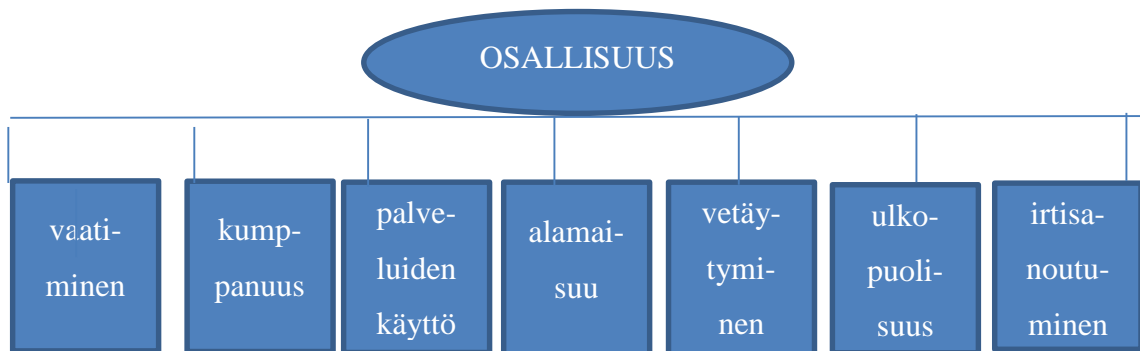 OSALLISUUS
vaati-
minen
kump-
panuus
palve-
luiden
käyttö
alamai-
suu
vetäy-
tymi-
nen
ulko-
puoli-
suus
irtisa-
noutu-
minen